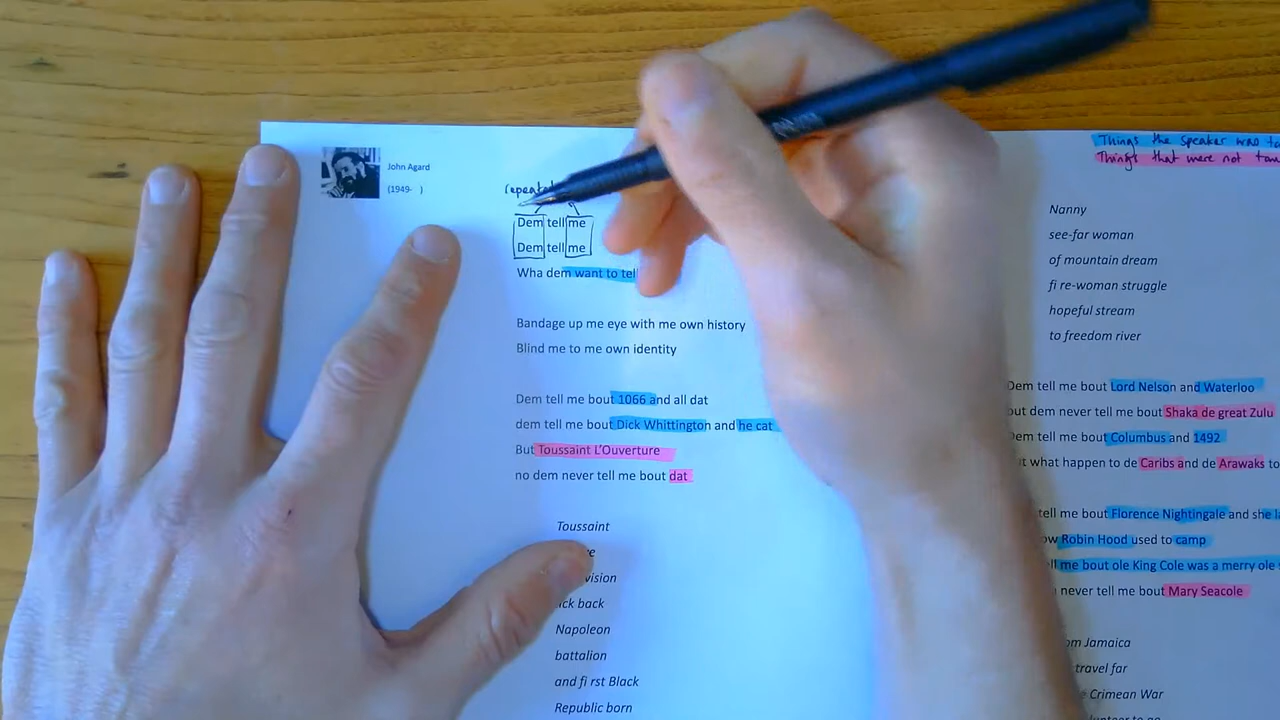 John Agard
(1949- )
repeated
Dem tell me
Dem tell me
Wha dem want to tell
Bandage up me eye with me own history
Blind me to me own identity
Dem tell me bout 1066 and all dat
dem tell me bout Dick Whittington and he cat
But Toussaint L’Ouverture
no dem never tell me bout dat
Toussaint
vision
back
Napoleon
battalion
and fi rst Black
Republic born
Things the speaker was
Things that were not
Nanny
see-far woman
of mountain dream
fi re-woman struggle
hopeful stream
to freedom river
Dem tell me bout Lord Nelson and Waterloo
but dem never tell me bout Shaka de great Zulu
Dem tell me bout Columbus and 1492
what happen to de Caribs and de Arawaks to
tell me bout Florence Nightingale and she
Robin Hood used to camp
me bout ole King Cole was a merry ole
never tell me bout Mary Seacole
Jamaica
travel far
Crimean War
to go